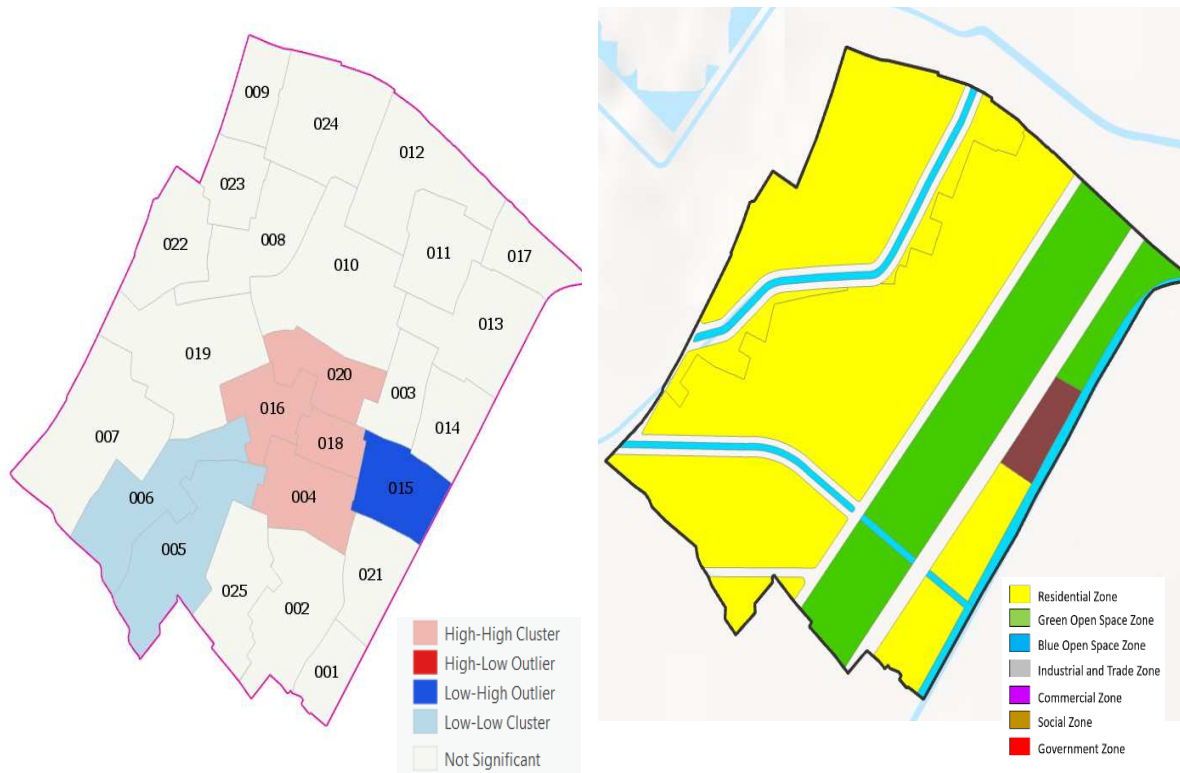 009
024
012
023
022
008
010
011
017
013
019
020
003
016
014
007
018
006
004
015
005
025
021
002
001
High-High Cluster
High-Low Outlier
Low-High Outlier
Low-Low Cluster
Not Significant
Residential Zone
Green Open Space Zone
Blue Open Space Zone
Industrial and Trade Zone
Commercial Zone
Social Zone
Government Zone